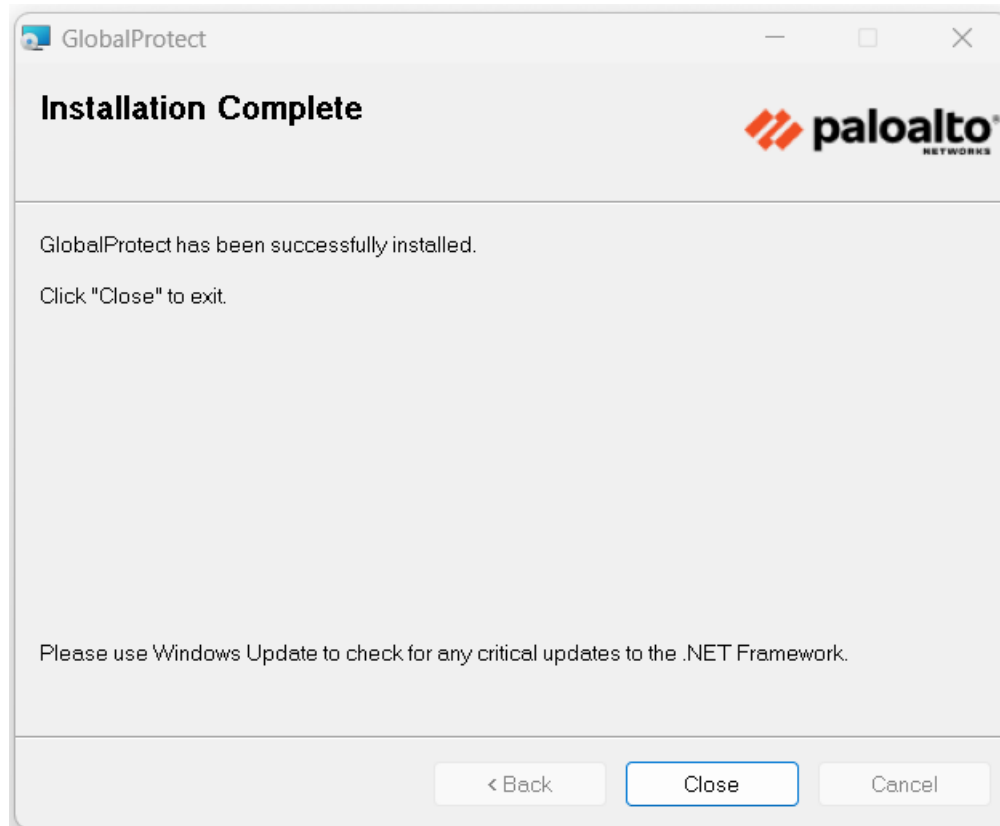 GlobalProtect
Installation Complete
paloalto®
NETWORKS
GlobalProtect has been successfully installed.
Click "Close" to exit.
Please use Windows Update to check for any critical updates to the .NET Framework.
< Back
Close
Cancel